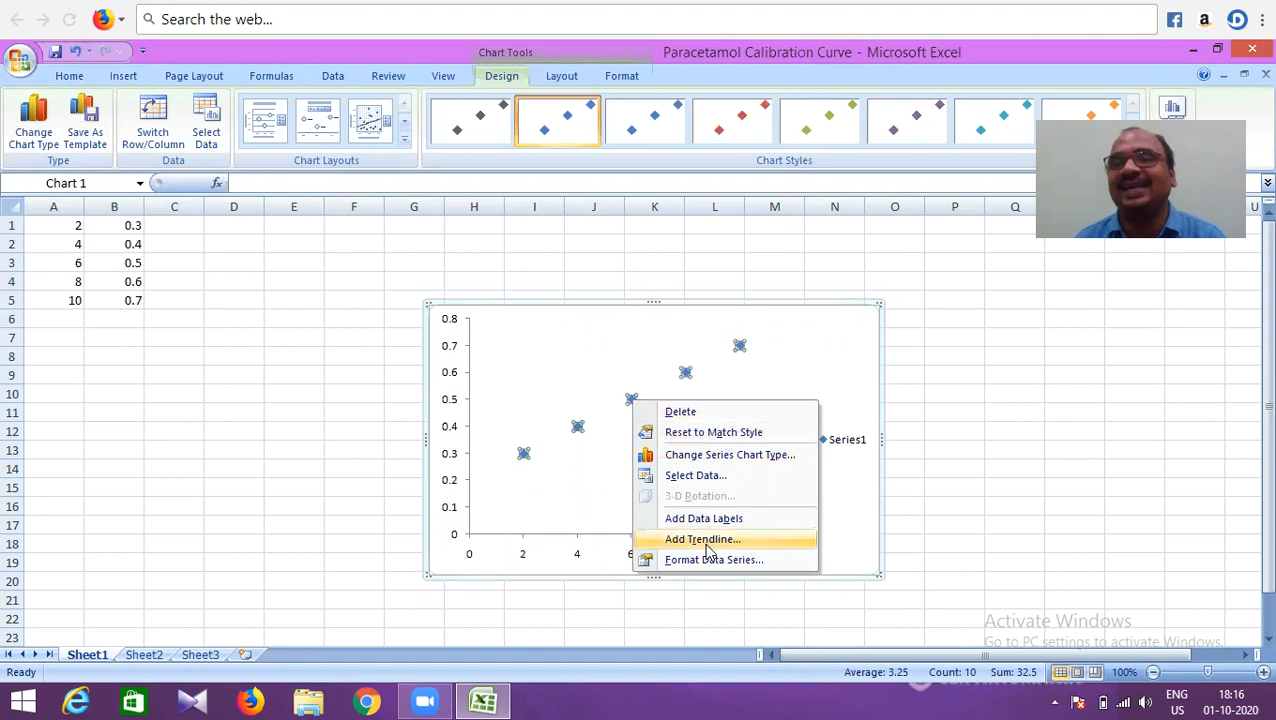 Search the web...
Chart Tools
Paracetamol Calibration Curve - Microsoft Excel
Home Insert Page Layout Formulas Data Review View Design Layout Format
Change Chart Type
Save As Template
Switch Row/Column
Select Data
Type Data Chart Layouts Chart Styles
Chart 1 fx
A B C D E F G H I J K L M N O P Q U
1 2 0.3
2 4 0.4
3 6 0.5
4 8 0.6
5 10 0.7
6
7
8
9
10
11
12
13
14
15
16
17
18
19
20
21
22
23
0.8
0.7
0.6
0.5
0.4
0.3
0.2
0.1
0
0 2 4 6
Series1
Delete
Reset to Match Style
Change Series Chart Type...
Select Data...
3-D Rotation...
Add Data Labels
Add Trendline...
Format Data Series...
Activate Windows
Go to PC settings to activate Windows.
Sheet1 Sheet2 Sheet3
Ready Average: 3.25 Count: 10 Sum: 32.5 100%
ENG 18:16
US 01-10-2020